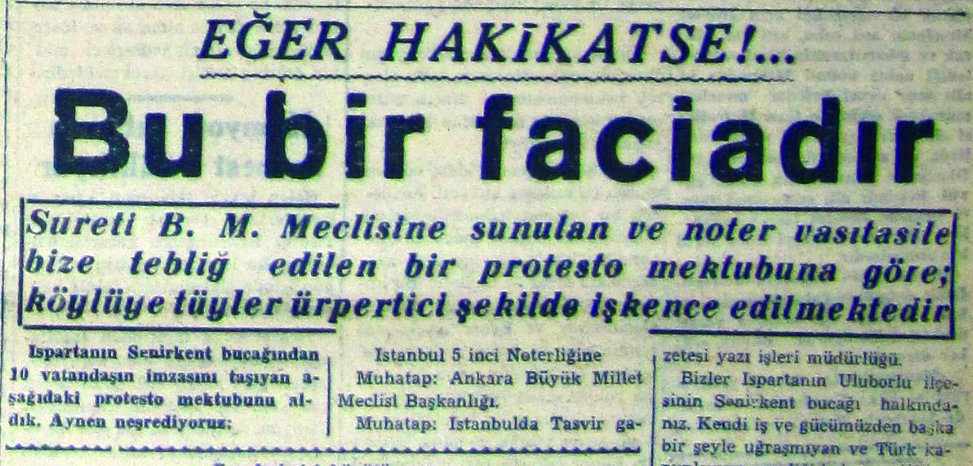 EĞER HAKİKATSE!...
Bu bir faciadır
Sureti B. M. Meclisine sunulan ve noter vasıtasile
bize tebliğ edilen bir protesto mektubuna göre;
köylüye tüyler ürpertici şekilde işkence edilmektedir
Ispartanın Senirkent bucağından
10 vatandaşın imzasını taşıyan a-
şağıdaki protesto mektubunu al-
dık. Aynen neşrediyoruz:
Istanbul 5 inci Noterliğine
Muhatap: Ankara Büyük Millet
Meclisi Başkanlığı.
Muhatap: Istanbulda Tasvir ga-
zetesi yazı işleri müdürlüğü.
Bizler Ispartanın Uluborlu ilçe-
sinin Senirkent bucağı halkında-
nız. Kendi iş ve gücümüzden başka
bir şeyle uğraşmıyan ve Türk ka-